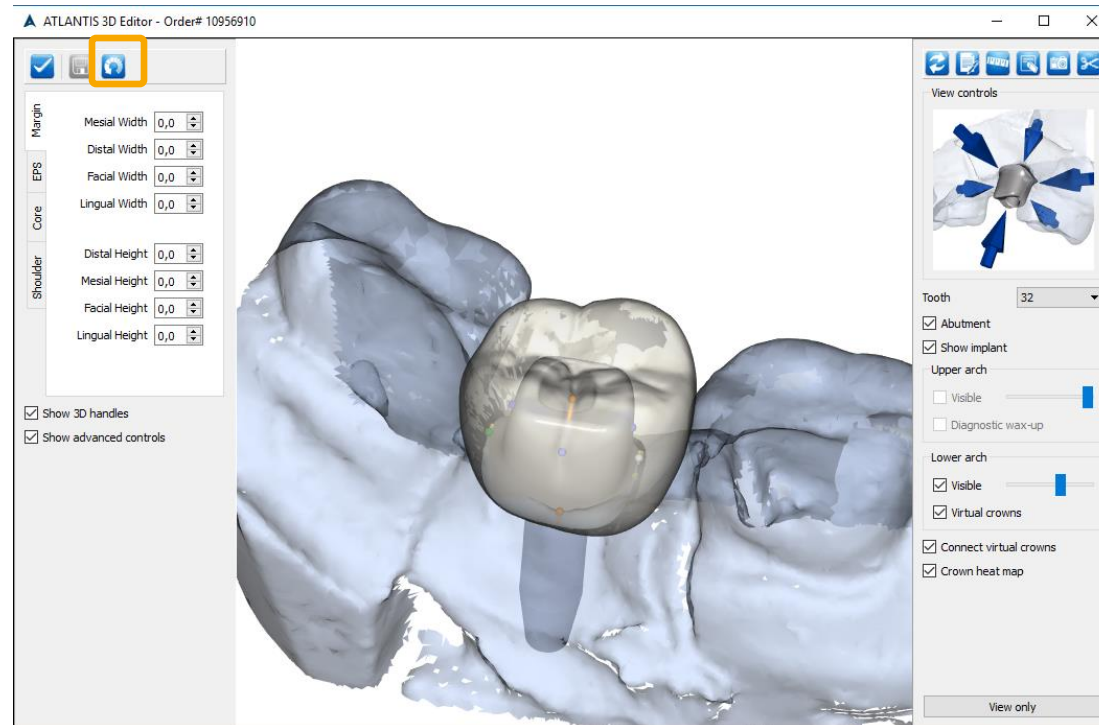 ATLANTIS 3D Editor - Order# 10956910
Margin
EPS
Core
Shoulder
Mesial Width 0,0
Distal Width 0,0
Facial Width 0,0
Lingual Width 0,0
Distal Height 0,0
Mesial Height 0,0
Facial Height 0,0
Lingual Height 0,0
Show 3D handles
Show advanced controls
View controls
Tooth 32
Abutment
Show implant
Upper arch
Visible
Diagnostic wax-up
Lower arch
Visible
Virtual crowns
Connect virtual crowns
Crown heat map
View only